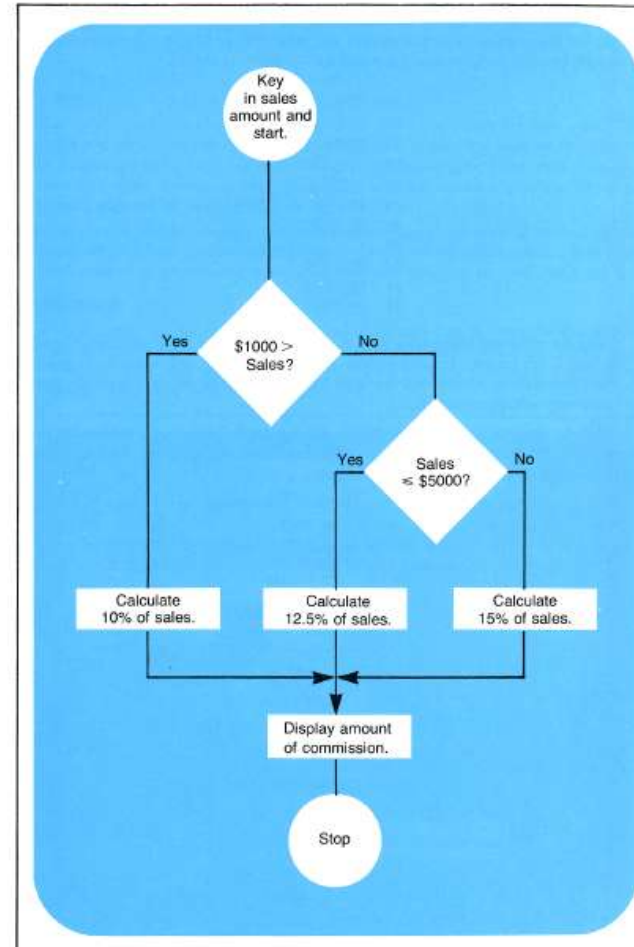 Key
in sales
amount and
start.
Yes
$1000 >
Sales?
No
Yes
Sales
≤ $5000?
No
Calculate
10% of sales.
Calculate
12.5% of sales.
Calculate
15% of sales.
Display amount
of commission.
Stop